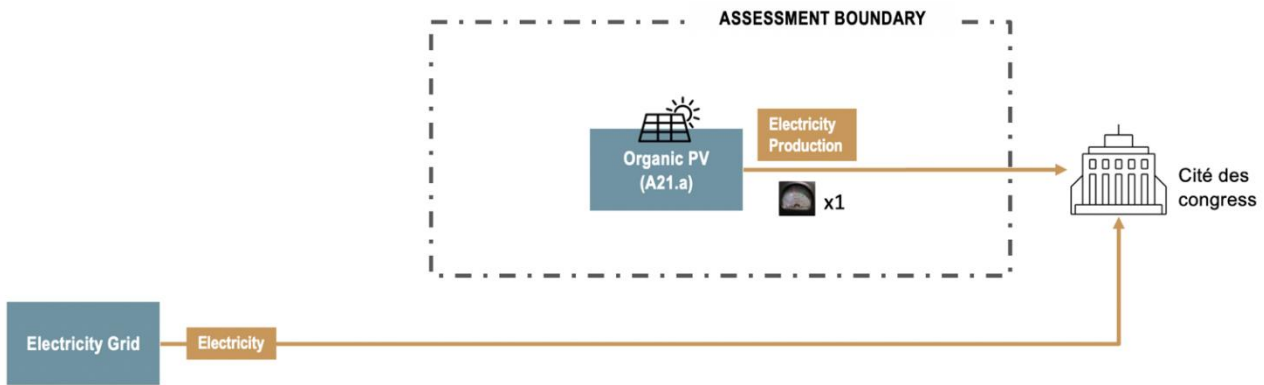 ASSESSMENT BOUNDARY
Electricity
Production
Organic PV
(A21.a)
x1
Cité des
congress
Electricity Grid
Electricity